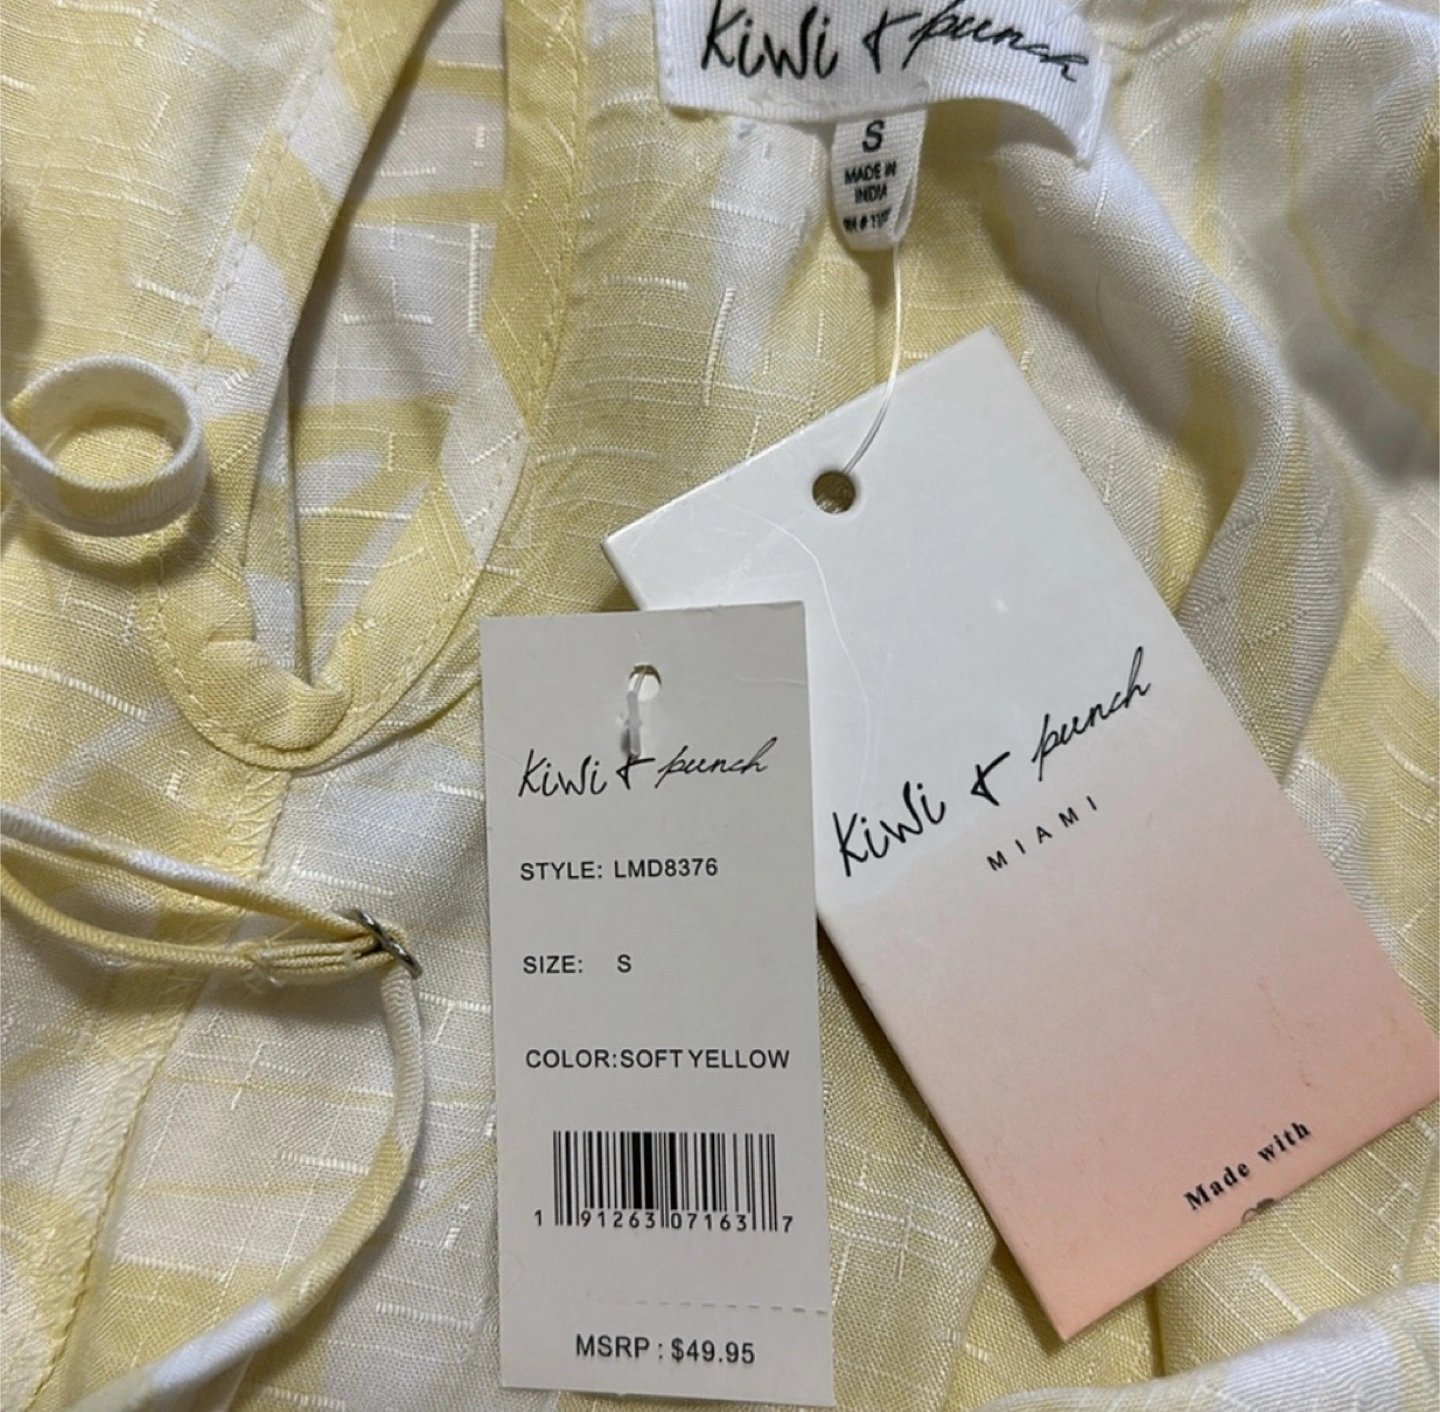 Kiwi + punch
S
MADE IN
INDIA
Kiwi + punch
MIAMI
Made with
Kiwi + punch
STYLE: LMD8376
SIZE: S
COLOR:SOFT YELLOW
1 91263 07163 7
MSRP : $49.95